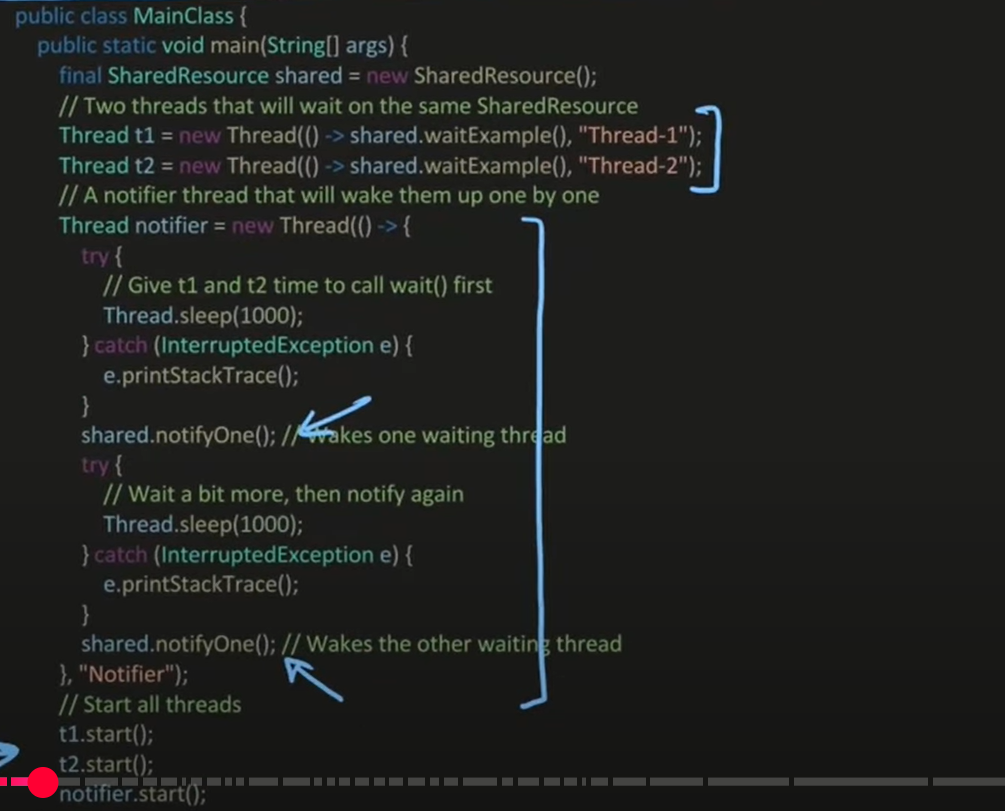 public class MainClass {
public static void main(String[] args) {
final SharedResource shared = new SharedResource();
// Two threads that will wait on the same SharedResource
Thread t1 = new Thread(() -> shared.waitExample(), "Thread-1");
Thread t2 = new Thread(() -> shared.waitExample(), "Thread-2");
// A notifier thread that will wake them up one by one
Thread notifier = new Thread(() -> {
try {
// Give t1 and t2 time to call wait() first
Thread.sleep(1000);
} catch (InterruptedException e) {
e.printStackTrace();
}
shared.notifyOne(); // Wakes one waiting thread
try {
// Wait a bit more, then notify again
Thread.sleep(1000);
} catch (InterruptedException e) {
e.printStackTrace();
}
shared.notifyOne(); // Wakes the other waiting thread
}, "Notifier");
// Start all threads
t1.start();
t2.start();
notifier.start();